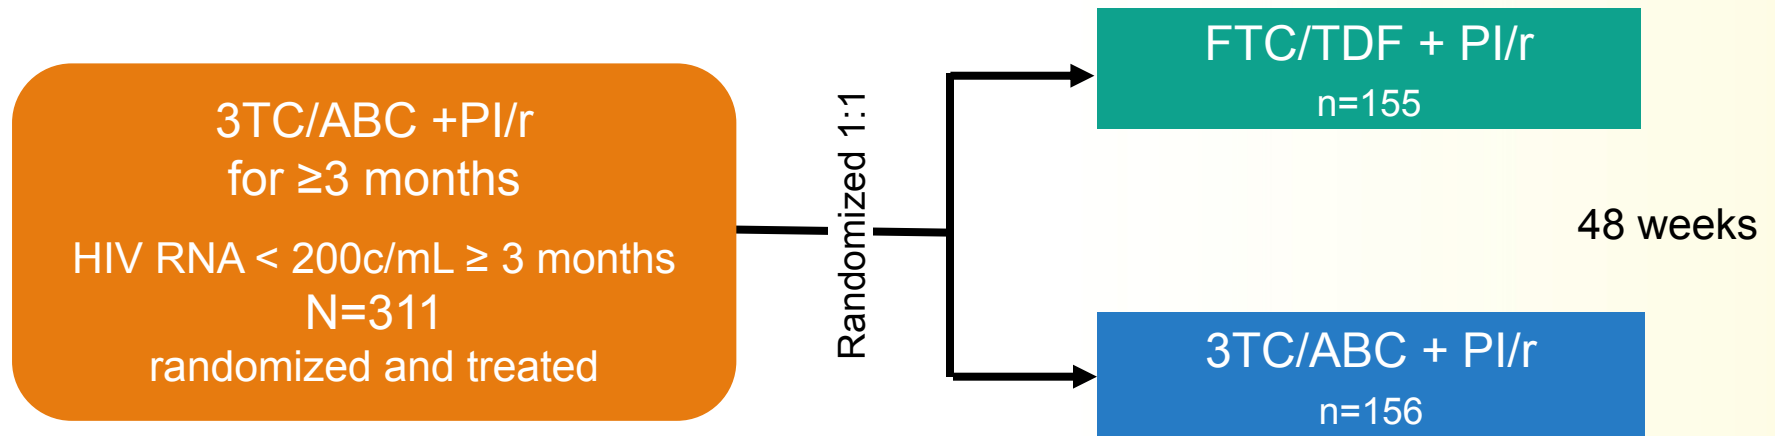 3TC/ABC +PI/r
for ≥3 months
HIV RNA < 200c/mL ≥ 3 months
N=311
randomized and treated
Randomized 1:1
FTC/TDF + PI/r
n=155
48 weeks
3TC/ABC + PI/r
n=156